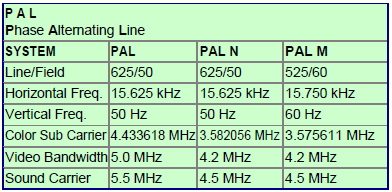 P A L
Phase Alternating Line
SYSTEM PAL PAL N PAL M
Line/Field 625/50 625/50 525/60
Horizontal Freq. 15.625 kHz 15.625 kHz 15.750 kHz
Vertical Freq. 50 Hz 50 Hz 60 Hz
Color Sub Carrier 4.433618 MHz 3.582056 MHz 3.575611 MHz
Video Bandwidth 5.0 MHz 4.2 MHz 4.2 MHz
Sound Carrier 5.5 MHz 4.5 MHz 4.5 MHz